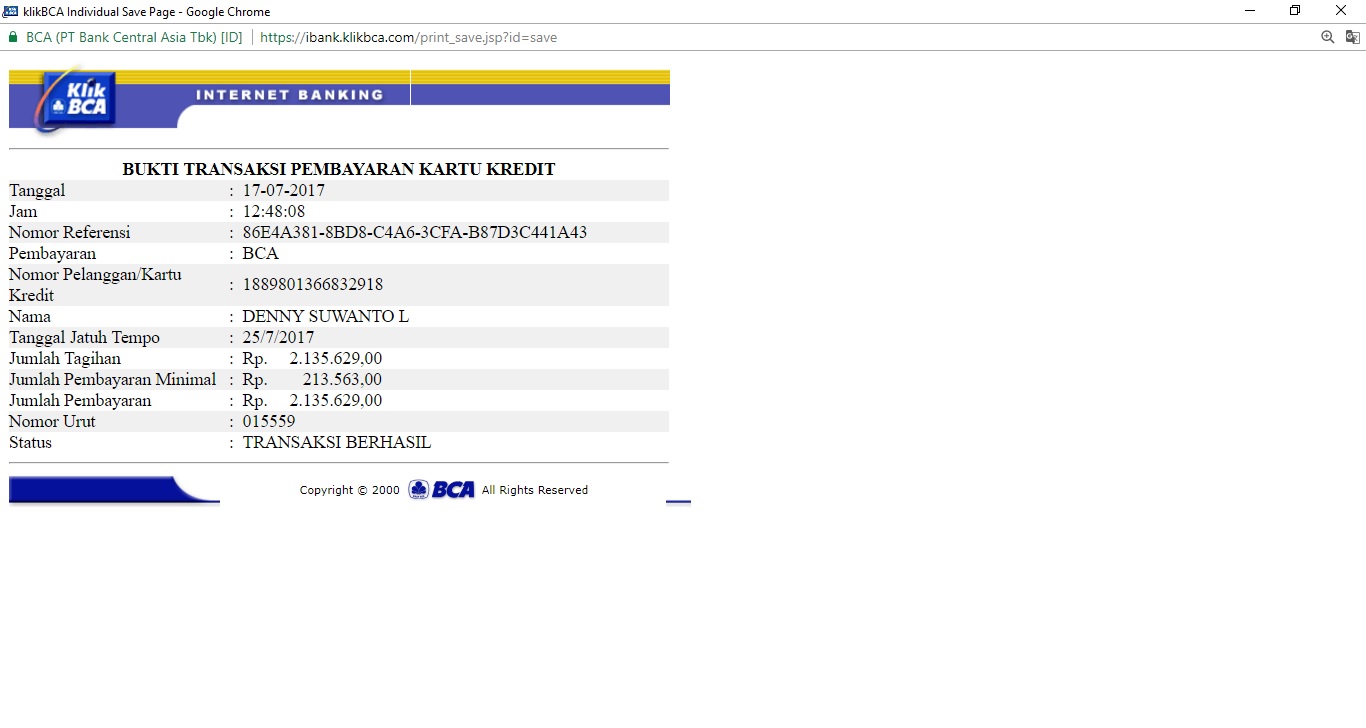 klikBCA Individual Save Page - Google Chrome
BCA (PT Bank Central Asia Tbk) [ID] https://ibank.klikbca.com/print_save.jsp?id=save
Klik BCA
INTERNET BANKING
BUKTI TRANSAKSI PEMBAYARAN KARTU KREDIT
Tanggal : 17-07-2017
Jam : 12:48:08
Nomor Referensi : 86E4A381-8BD8-C4A6-3CFA-B87D3C441A43
Pembayaran : BCA
Nomor Pelanggan/Kartu
Kredit : 1889801366832918
Nama : DENNY SUWANTO L
Tanggal Jatuh Tempo : 25/7/2017
Jumlah Tagihan : Rp. 2.135.629,00
Jumlah Pembayaran Minimal : Rp. 213.563,00
Jumlah Pembayaran : Rp. 2.135.629,00
Nomor Urut : 015559
Status : TRANSAKSI BERHASIL
Copyright © 2000 BCA All Rights Reserved